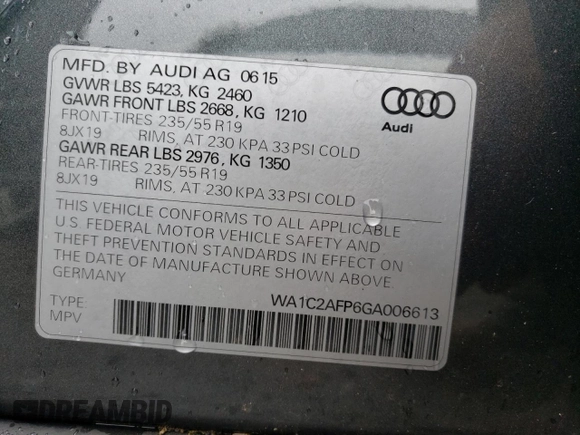 MFD. BY AUDI AG 06 15
GVWR LBS 5423, KG 2460
GAWR FRONT LBS 2668, KG 1210
FRONT-TIRES 235/55 R19
8JX19 RIMS, AT 230 KPA 33 PSI COLD
GAWR REAR LBS 2976, KG 1350
REAR-TIRES 235/55 R19
8JX19 RIMS, AT 230 KPA 33 PSI COLD
Audi
THIS VEHICLE CONFORMS TO ALL APPLICABLE
U.S. FEDERAL MOTOR VEHICLE SAFETY AND
THEFT PREVENTION STANDARDS IN EFFECT ON
THE DATE OF MANUFACTURE SHOWN ABOVE.
GERMANY
WA1C2AFP6GA006613
TYPE
MPV
DREAMBID